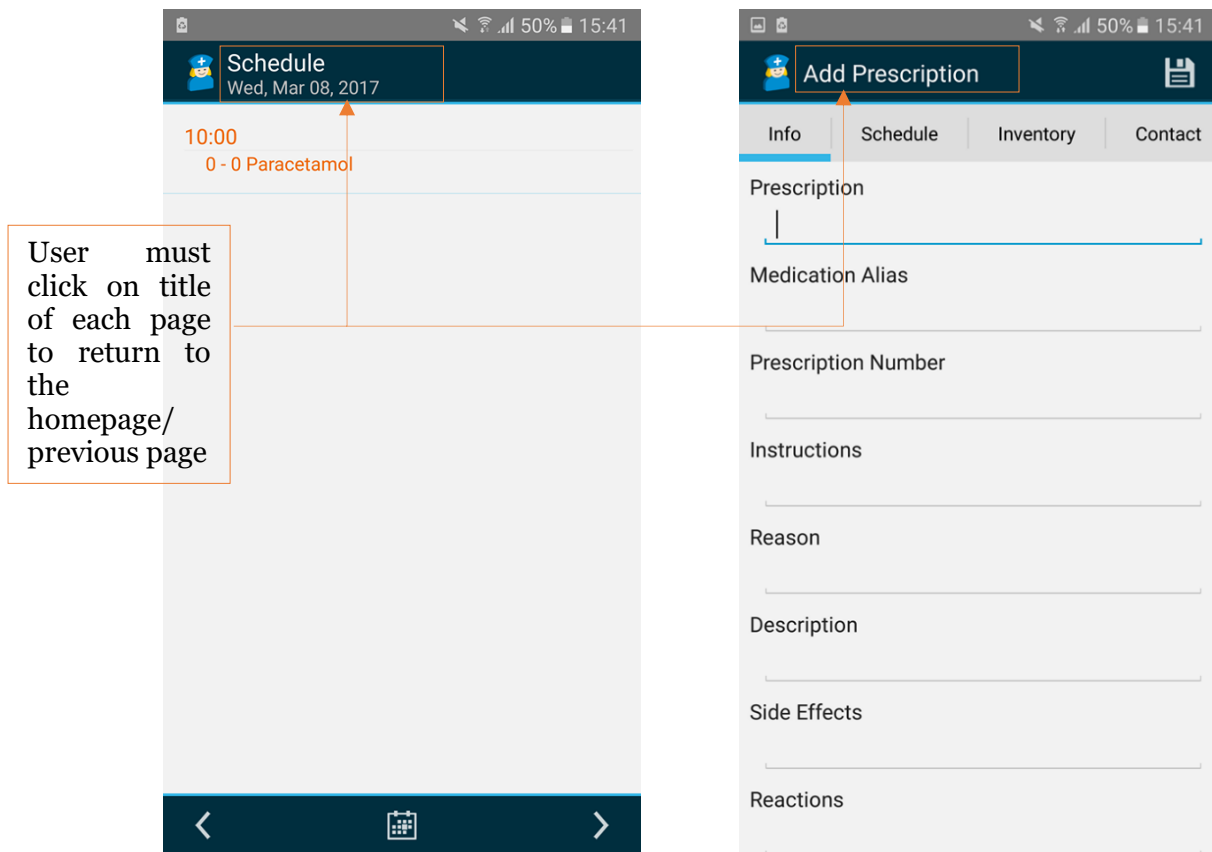 50% 15:41
Schedule
Wed, Mar 08, 2017
10:00
0 - 0 Paracetamol
User must
click on title
of each page
to return to
the
homepage/
previous page
50% 15:41
Add Prescription
Info Schedule Inventory Contact
Prescription
Medication Alias
Prescription Number
Instructions
Reason
Description
Side Effects
Reactions